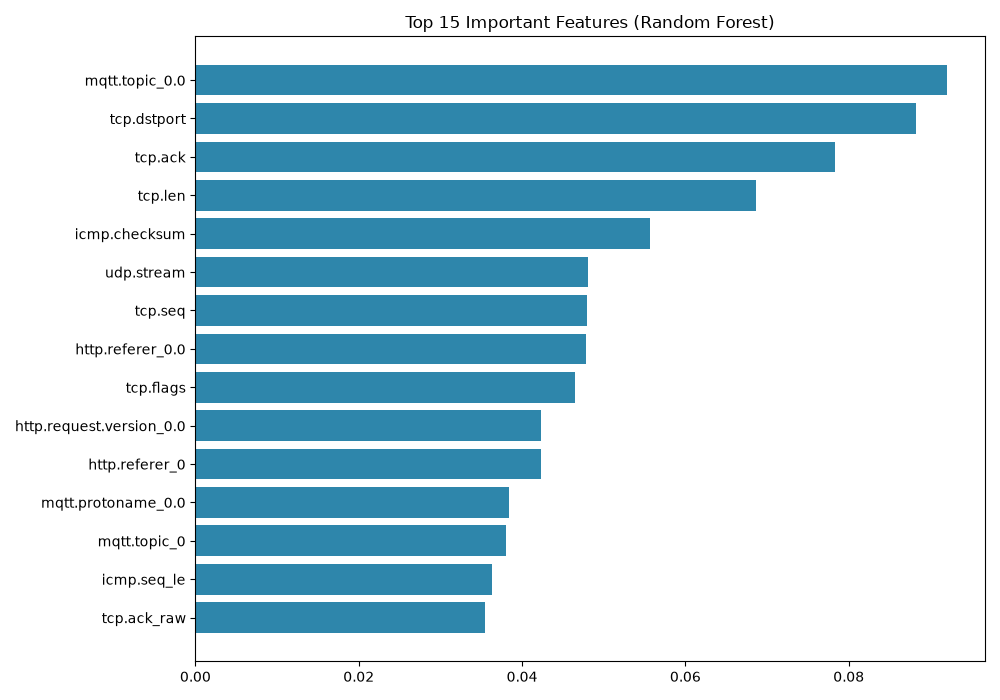 Top 15 Important Features (Random Forest)
mqtt.topic_0.0
tcp.dstport
tcp.ack
tcp.len
icmp.checksum
udp.stream
tcp.seq
http.referer_0.0
tcp.flags
http.request.version_0.0
http.referer_0
mqtt.protoname_0.0
mqtt.topic_0
icmp.seq_le
tcp.ack_raw
0.00 0.02 0.04 0.06 0.08